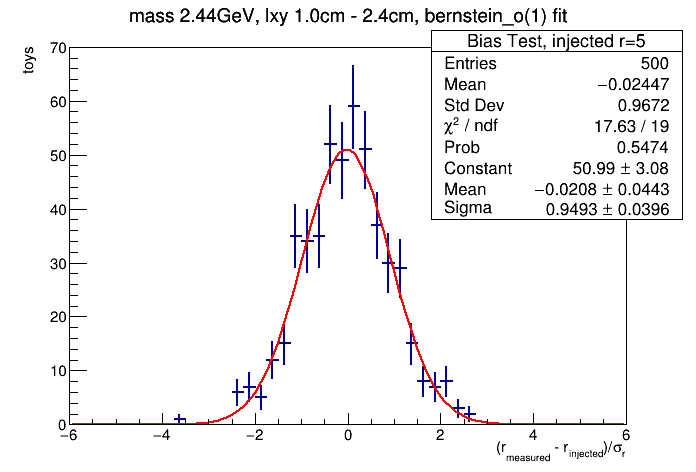 mass 2.44GeV, lxy 1.0cm - 2.4cm, bernstein_o(1) fit
toys
Bias Test, injected r=5
Entries 500
Mean −0.02447
Std Dev 0.9672
χ² / ndf 17.63 / 19
Prob 0.5474
Constant 50.99 ± 3.08
Mean −0.0208 ± 0.0443
Sigma 0.9493 ± 0.0396
70
60
50
40
30
20
10
0
−6 −4 −2 0 2 4 6
(r_measured - r_injected)/σ_r